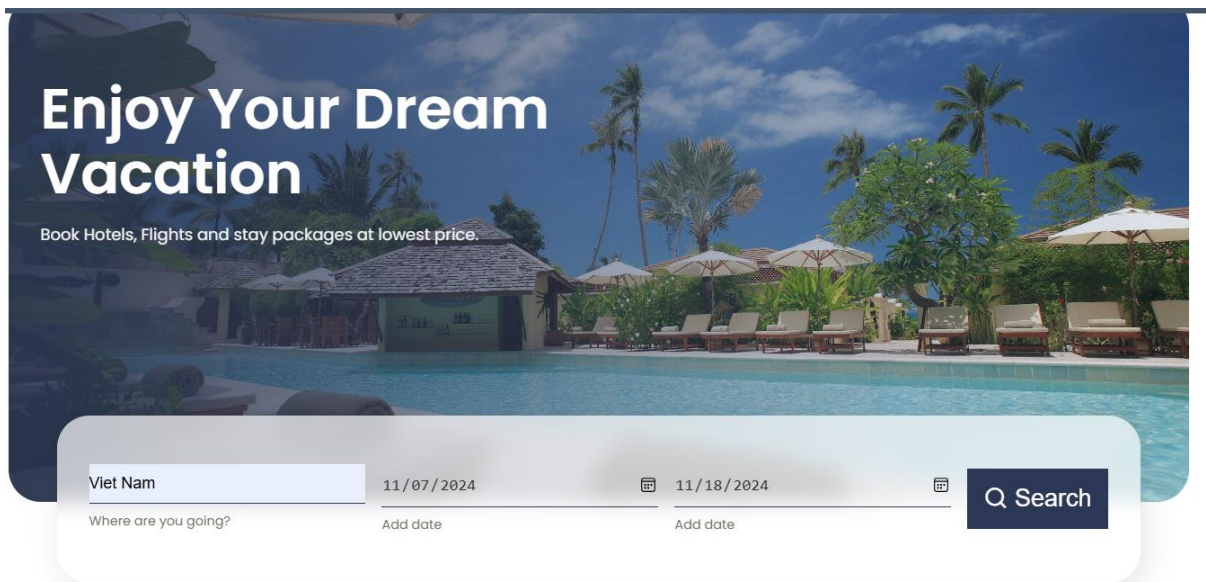 Enjoy Your Dream
Vacation
Book Hotels, Flights and stay packages at lowest price.
Viet Nam
11/07/2024
11/18/2024
Search
Where are you going?
Add date
Add date